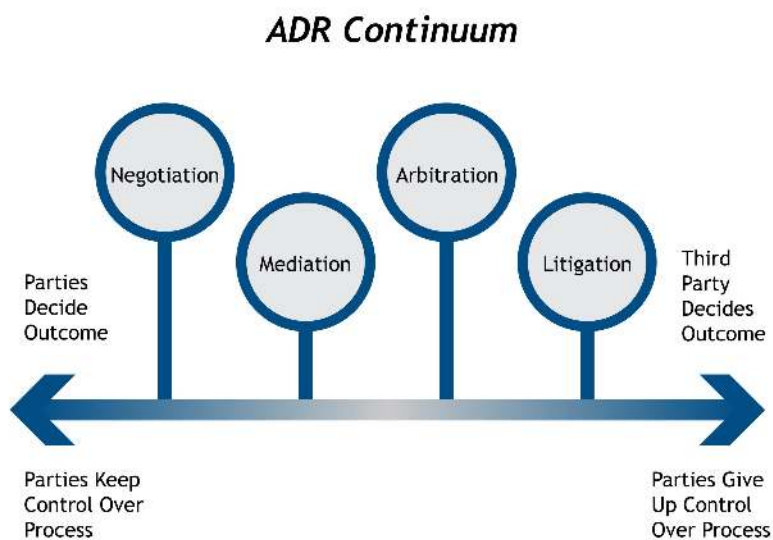 ADR Continuum
Negotiation
Arbitration
Mediation
Litigation
Parties
Decide
Outcome
Third
Party
Decides
Outcome
Parties Keep
Control Over
Process
Parties Give
Up Control
Over Process